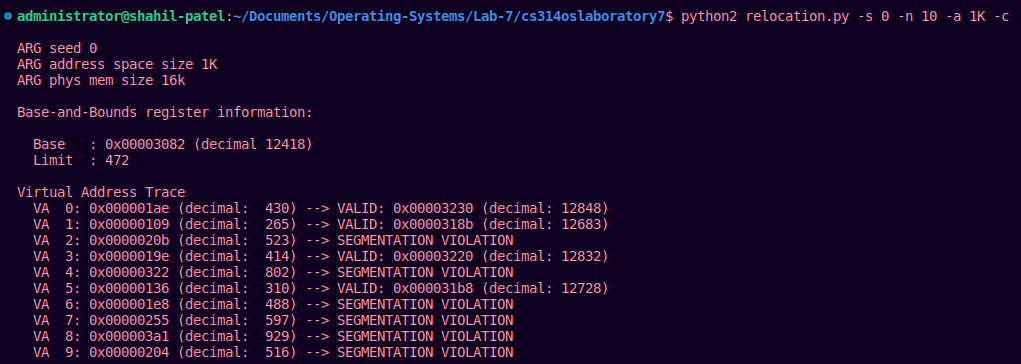 administrator@shahil-patel:~/Documents/Operating-Systems/Lab-7/cs314oslaboratory7$ python2 relocation.py -s 0 -n 10 -a 1K -c
ARG seed 0
ARG address space size 1K
ARG phys mem size 16k
Base-and-Bounds register information:
Base   : 0x00003082 (decimal 12418)
Limit  : 472
Virtual Address Trace
VA  0: 0x000001ae (decimal:  430) --> VALID: 0x00003230 (decimal: 12848)
VA  1: 0x00000109 (decimal:  265) --> VALID: 0x0000318b (decimal: 12683)
VA  2: 0x0000020b (decimal:  523) --> SEGMENTATION VIOLATION
VA  3: 0x0000019e (decimal:  414) --> VALID: 0x00003220 (decimal: 12832)
VA  4: 0x00000322 (decimal:  802) --> SEGMENTATION VIOLATION
VA  5: 0x00000136 (decimal:  310) --> VALID: 0x000031b8 (decimal: 12728)
VA  6: 0x000001e8 (decimal:  488) --> SEGMENTATION VIOLATION
VA  7: 0x00000255 (decimal:  597) --> SEGMENTATION VIOLATION
VA  8: 0x000003a1 (decimal:  929) --> SEGMENTATION VIOLATION
VA  9: 0x00000204 (decimal:  516) --> SEGMENTATION VIOLATION